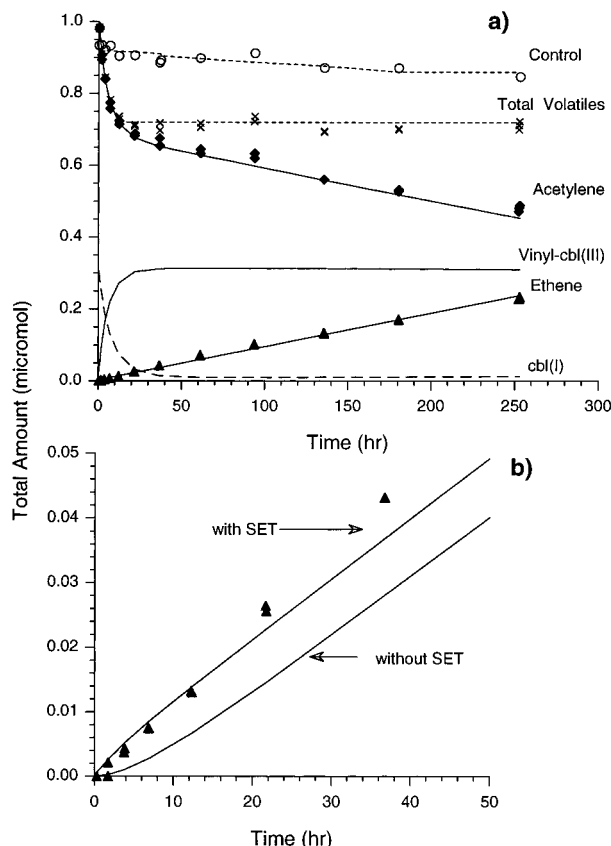 a)
1.0
0.8
0.6
0.4
0.2
0.0
Control
Total Volatiles
Acetylene
Vinyl-cbl(III)
Ethene
cbl(I)
0 50 100 150 200 250 300
Time (hr)
Total Amount (micromol)
b)
0.05
0.04
0.03
0.02
0.01
0.00
with SET
without SET
0 10 20 30 40 50
Time (hr)